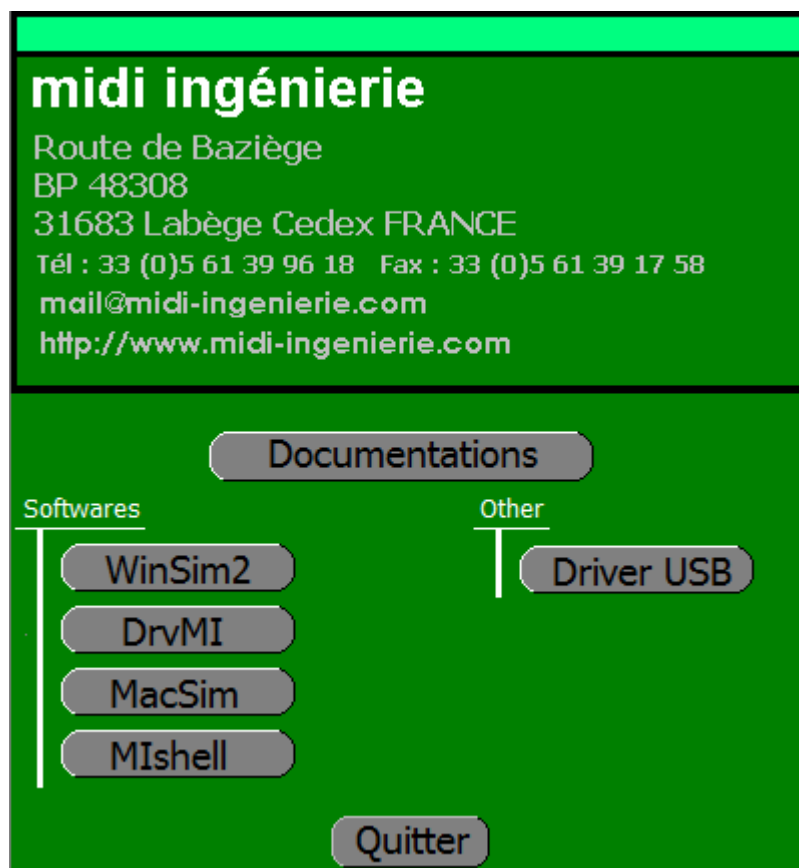 midi ingénierie
Route de Baziège
BP 48308
31683 Labège Cedex FRANCE
Tél : 33 (0)5 61 39 96 18 Fax : 33 (0)5 61 39 17 58
mail@midi-ingenierie.com
http://www.midi-ingenierie.com
Documentations
Softwares
WinSim2
DrvMI
MacSim
MIshell
Other
Driver USB
Quitter